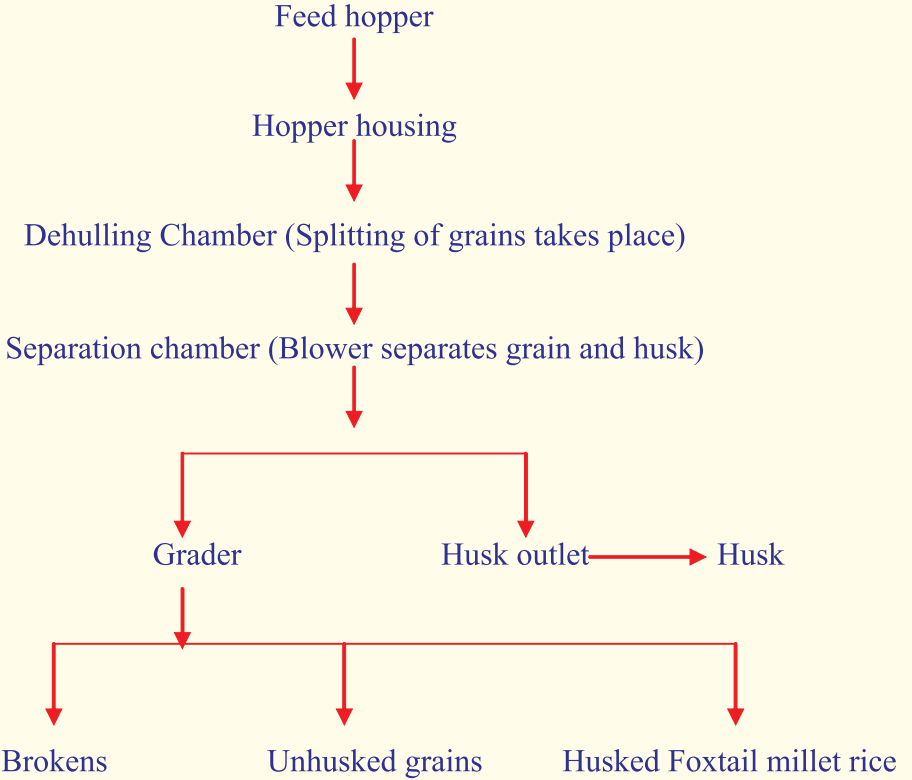 Feed hopper
Hopper housing
Dehulling Chamber (Splitting of grains takes place)
Separation chamber (Blower separates grain and husk)
Grader
Husk outlet
Husk
Brokens
Unhusked grains
Husked Foxtail millet rice